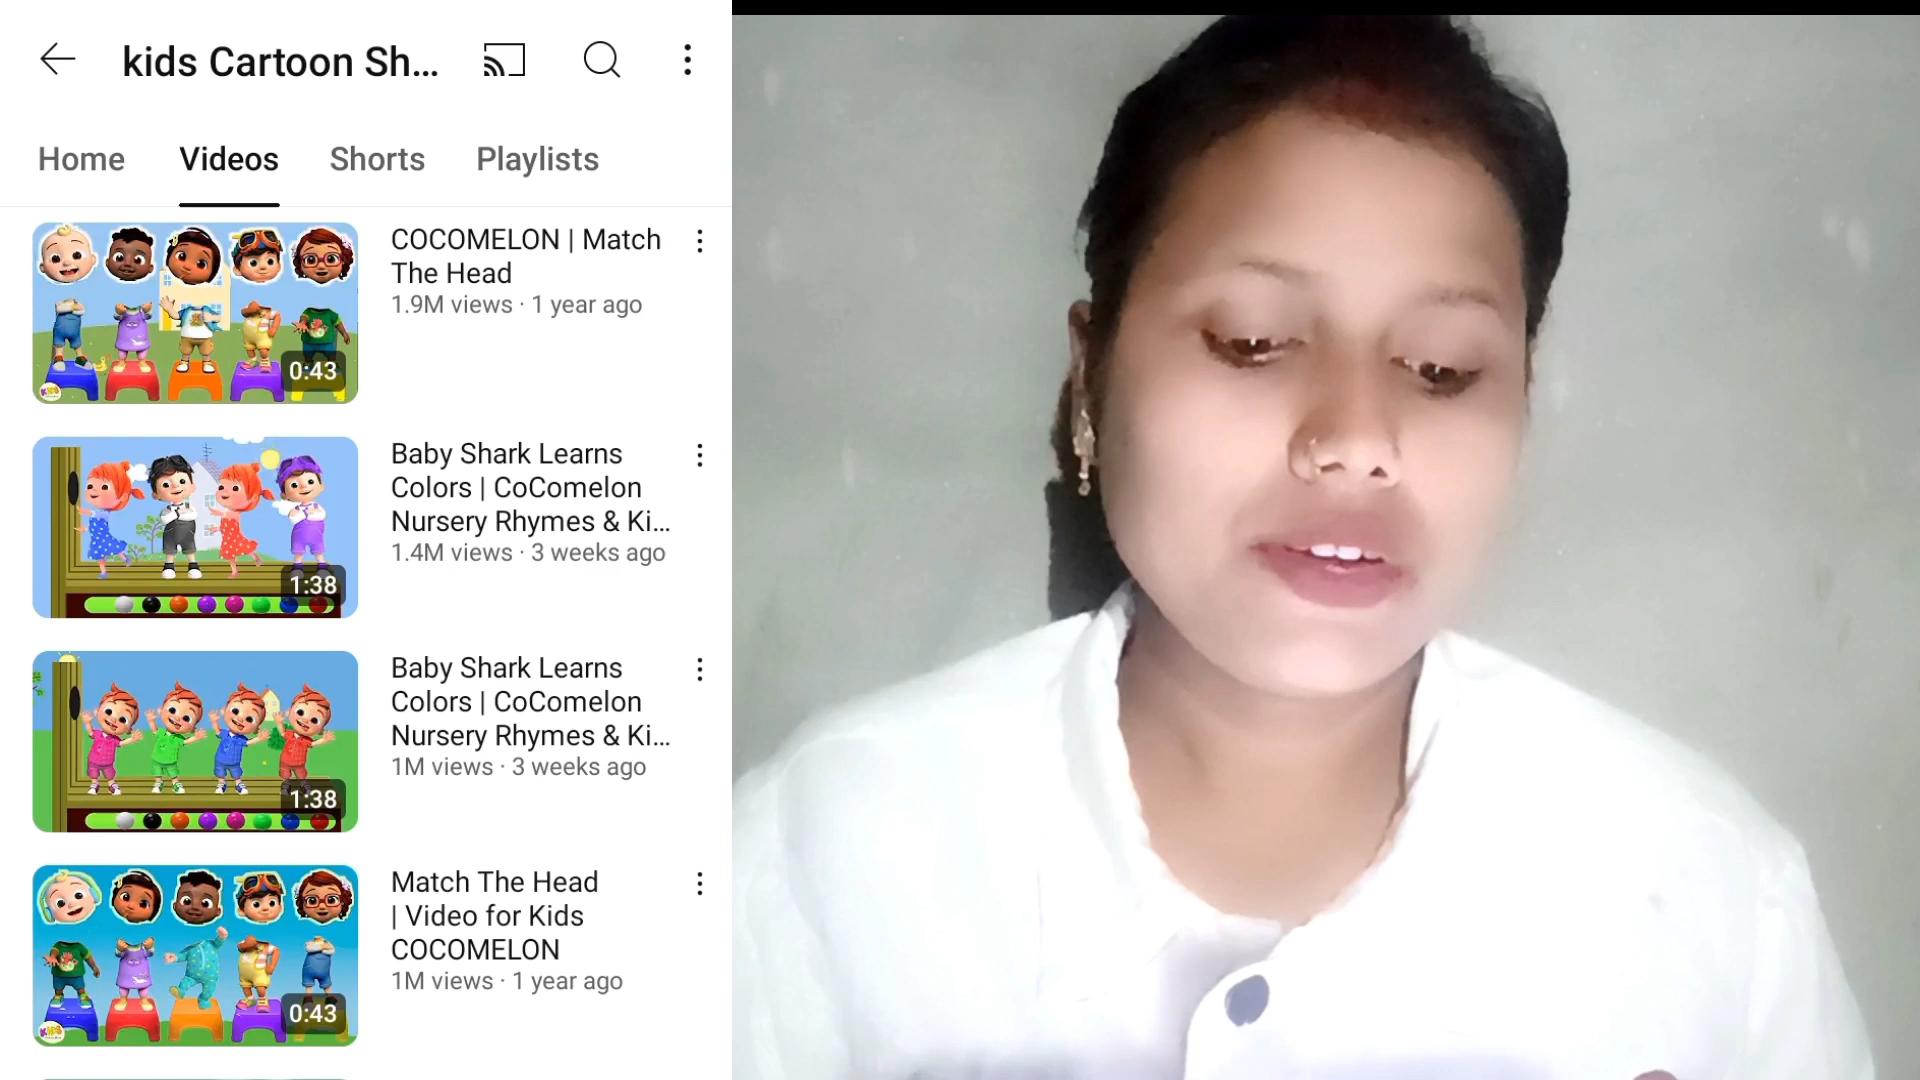 kids Cartoon Sh...
Home Videos Shorts Playlists
COCOMELON | Match
The Head
1.9M views · 1 year ago
0:43
Baby Shark Learns
Colors | CoComelon
Nursery Rhymes & Ki...
1.4M views · 3 weeks ago
1:38
Baby Shark Learns
Colors | CoComelon
Nursery Rhymes & Ki...
1M views · 3 weeks ago
1:38
Match The Head
| Video for Kids
COCOMELON
1M views · 1 year ago
0:43